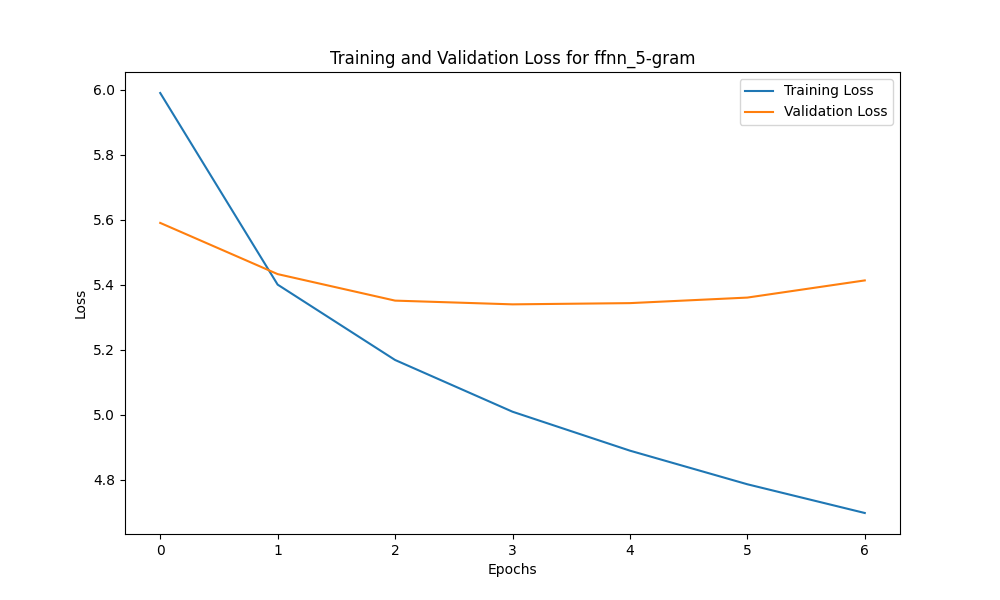 Training and Validation Loss for ffnn_5-gram
Training Loss
Validation Loss
6.0
5.8
5.6
5.4
5.2
5.0
4.8
Loss
0 1 2 3 4 5 6
Epochs